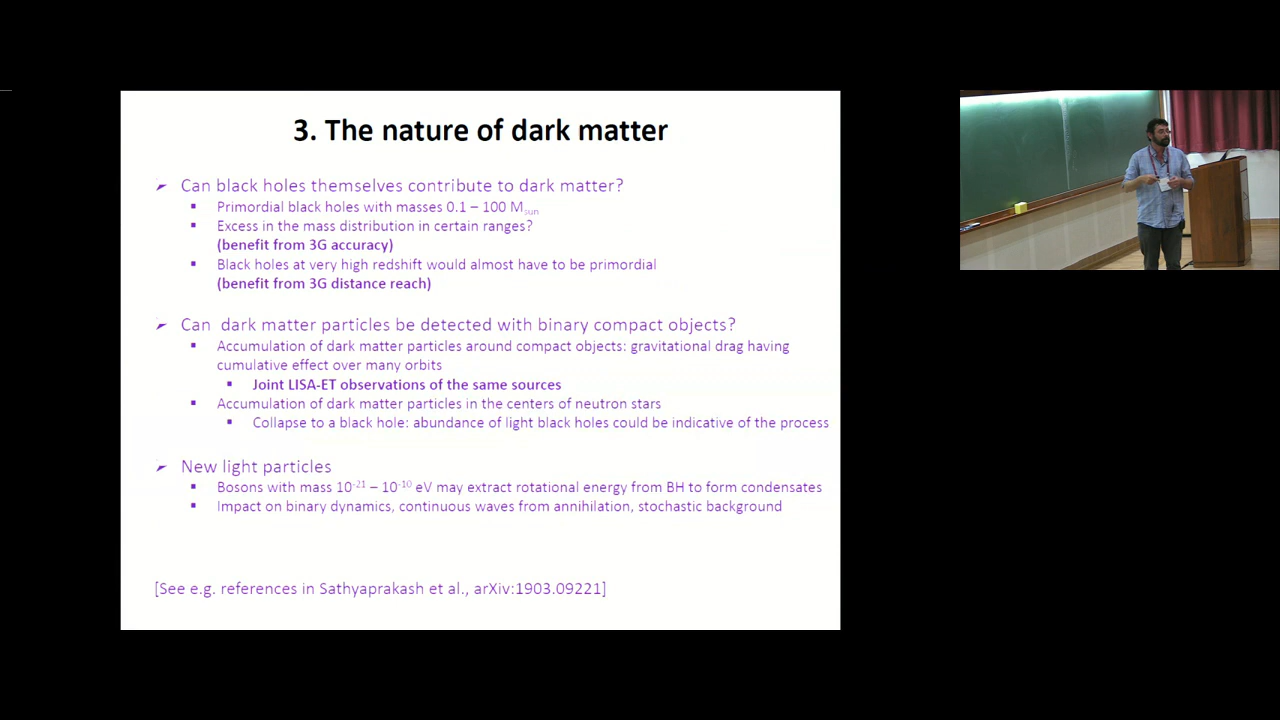 3. The nature of dark matter
➢ Can black holes themselves contribute to dark matter?
▪ Primordial black holes with masses 0.1 – 100 Msun
▪ Excess in the mass distribution in certain ranges?
(benefit from 3G accuracy)
▪ Black holes at very high redshift would almost have to be primordial
(benefit from 3G distance reach)
➢ Can dark matter particles be detected with binary compact objects?
▪ Accumulation of dark matter particles around compact objects: gravitational drag having
cumulative effect over many orbits
▪ Joint LISA-ET observations of the same sources
▪ Accumulation of dark matter particles in the centers of neutron stars
▪ Collapse to a black hole: abundance of light black holes could be indicative of the process
➢ New light particles
▪ Bosons with mass 10⁻²¹ – 10⁻¹⁰ eV may extract rotational energy from BH to form condensates
▪ Impact on binary dynamics, continuous waves from annihilation, stochastic background
[See e.g. references in Sathyaprakash et al., arXiv:1903.09221]